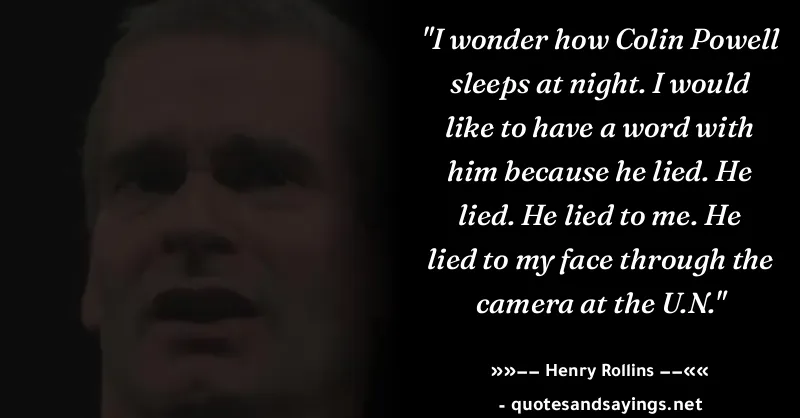 "I wonder how Colin Powell
sleeps at night. I would
like to have a word with
him because he lied. He
lied. He lied to me. He
lied to my face through the
camera at the U.N."
»»–– Henry Rollins ––««
- quotesandsayings.net